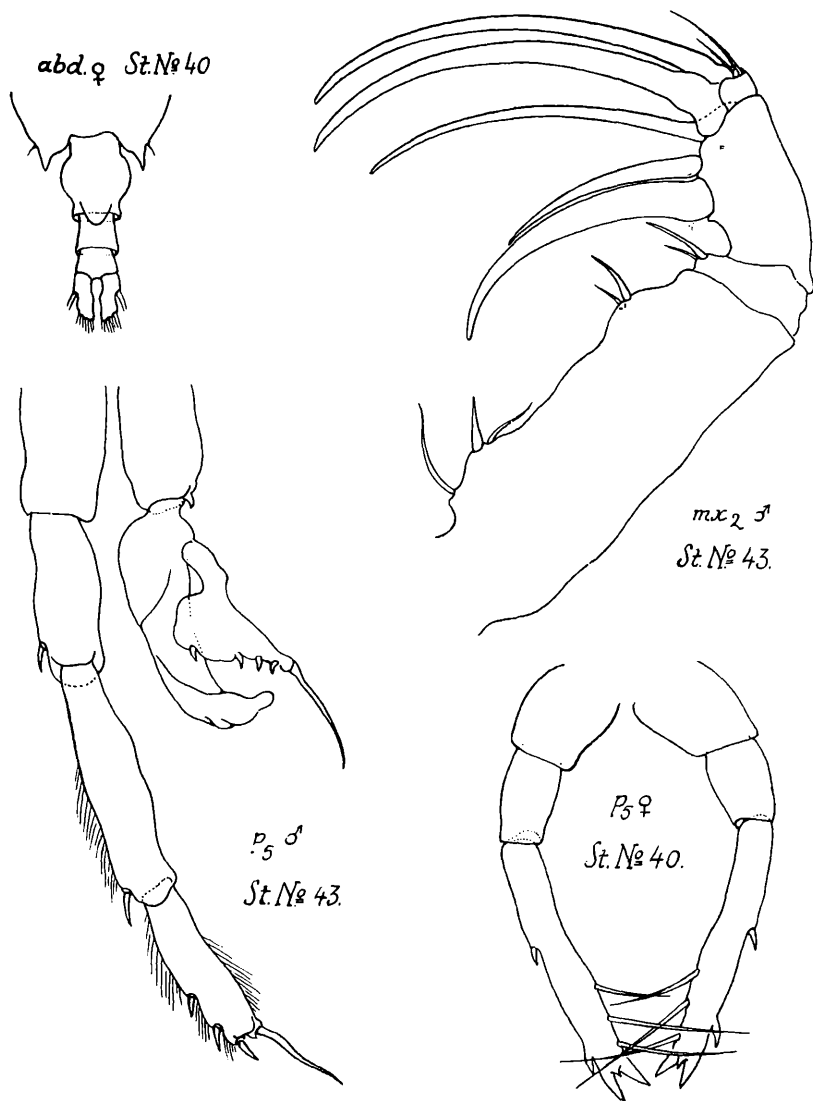 abd. ♀ St. Nº 40
mx₂ ♂
St. Nº 43.
p₅ ♂
St. Nº 43.
P₅ ♀
St. Nº 40.